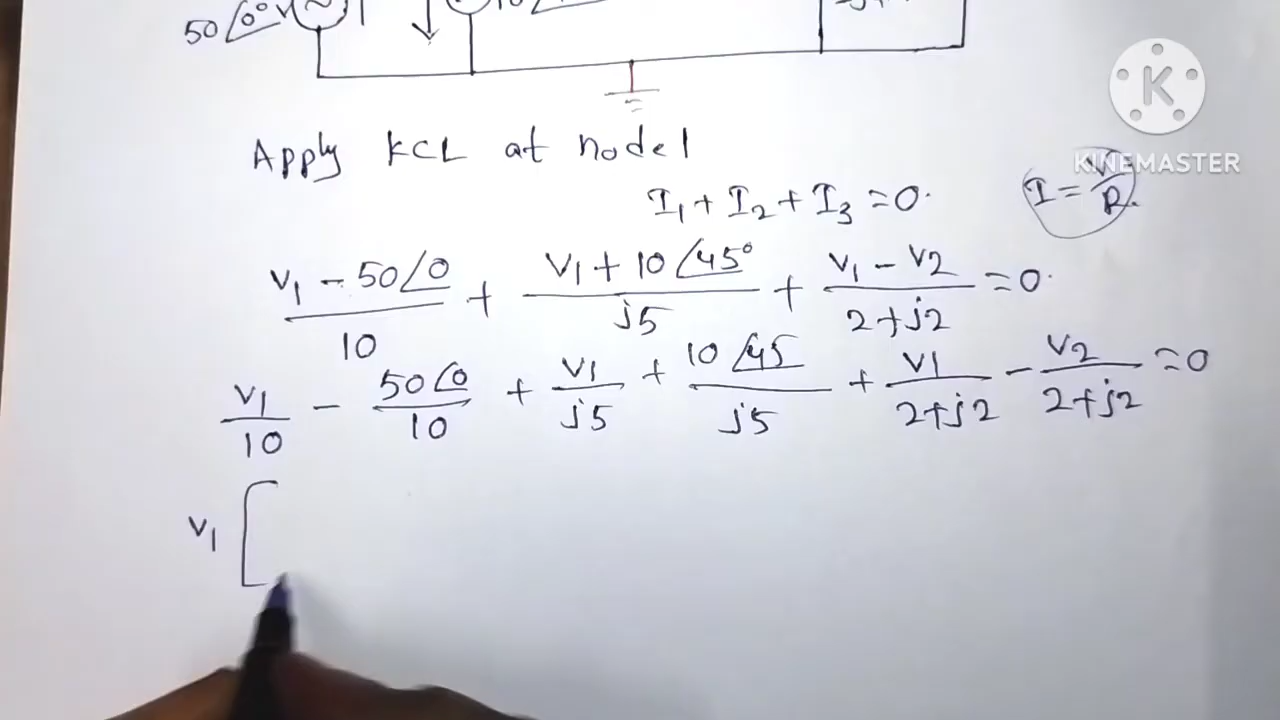 50∠0° V
Apply KCL at node1
I₁ + I₂ + I₃ = 0.
I = V/R.
KINEMASTER
(V₁ - 50∠0)/10 + (V₁ + 10∠45°)/j5 + (V₁ - V2)/(2+j2) = 0.
V₁/10 - 50∠0/10 + V₁/j5 + 10∠45/j5 + V1/(2+j2) - V2/(2+j2) = 0
V₁ [